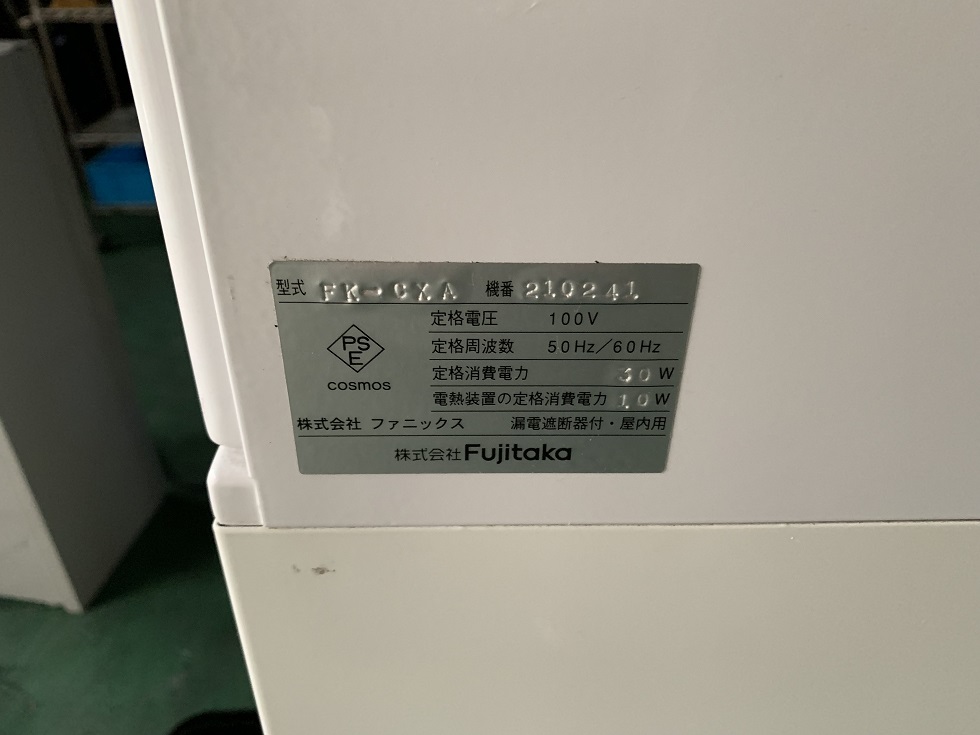 型式 FK-CXA 機番 210241
定格電圧 100V
定格周波数 50Hz/60Hz
定格消費電力 30W
電熱装置の定格消費電力 10W
PS
E
cosmos
株式会社 ファニックス 漏電遮断器付・屋内用
株式会社Fujitaka